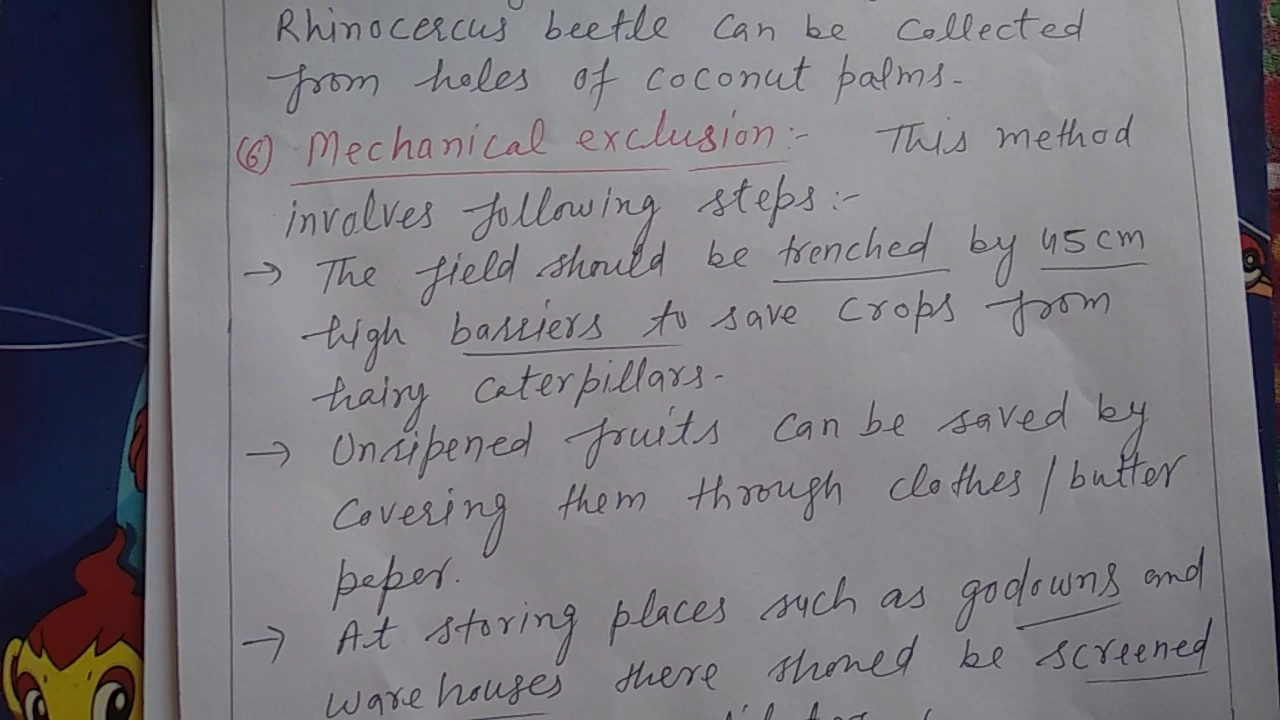 Rhinocercus beetle can be collected
from holes of coconut palms.
(6) Mechanical exclusion :- This method
involves following steps :-
→ The field should be trenched by 45 cm
high barriers to save crops from
hairy caterpillars.
→ Unripened fruits can be saved by
covering them through clothes / butter
peper.
→ At storing places such as godowns and
warehouses there shoned be screened